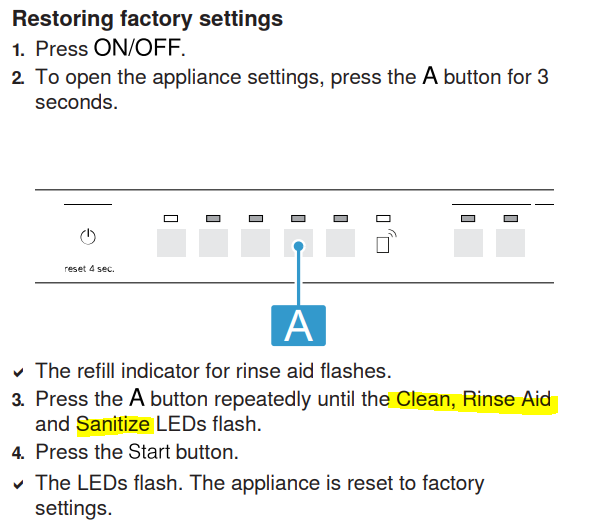 Restoring factory settings
1. Press ON/OFF.
2. To open the appliance settings, press the A button for 3
seconds.
reset 4 sec.
A
✓ The refill indicator for rinse aid flashes.
3. Press the A button repeatedly until the Clean, Rinse Aid
and Sanitize LEDs flash.
4. Press the Start button.
✓ The LEDs flash. The appliance is reset to factory
settings.